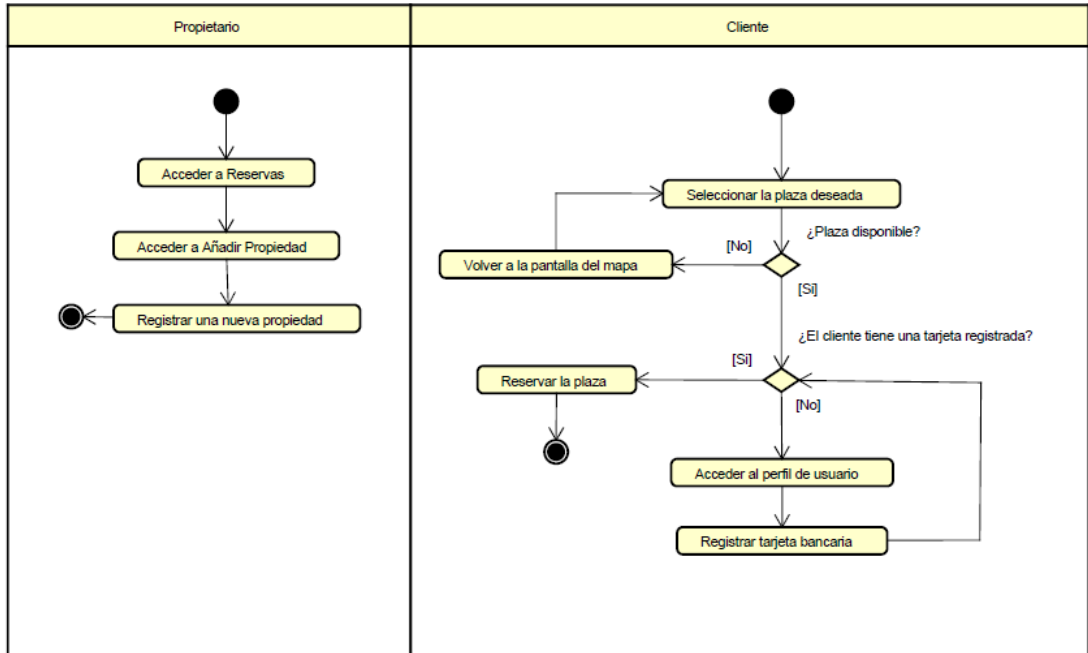 Propietario
Cliente
Acceder a Reservas
Acceder a Añadir Propiedad
Registrar una nueva propiedad
Seleccionar la plaza deseada
¿Plaza disponible?
[No]
Volver a la pantalla del mapa
[Si]
¿El cliente tiene una tarjeta registrada?
[Si]
Reservar la plaza
[No]
Acceder al perfil de usuario
Registrar tarjeta bancaria